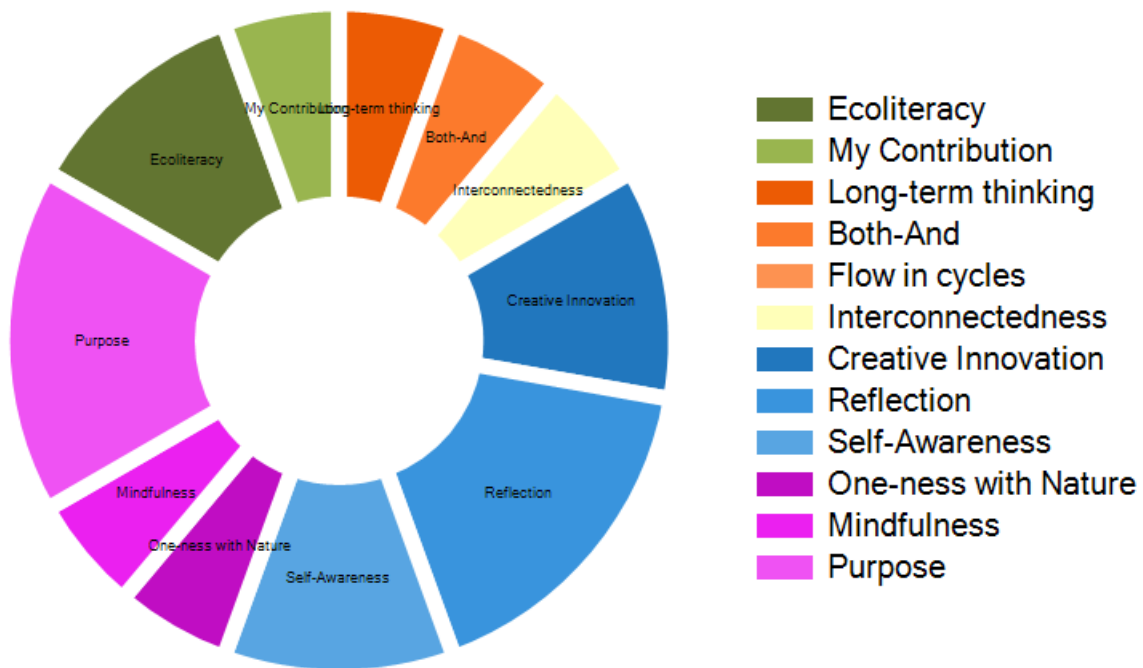 My Contribution
Long-term thinking
Both-And
Ecoliteracy
Interconnectedness
Creative Innovation
Purpose
Mindfulness
Reflection
One-ness with Nature
Self-Awareness
Ecoliteracy
My Contribution
Long-term thinking
Both-And
Flow in cycles
Interconnectedness
Creative Innovation
Reflection
Self-Awareness
One-ness with Nature
Mindfulness
Purpose